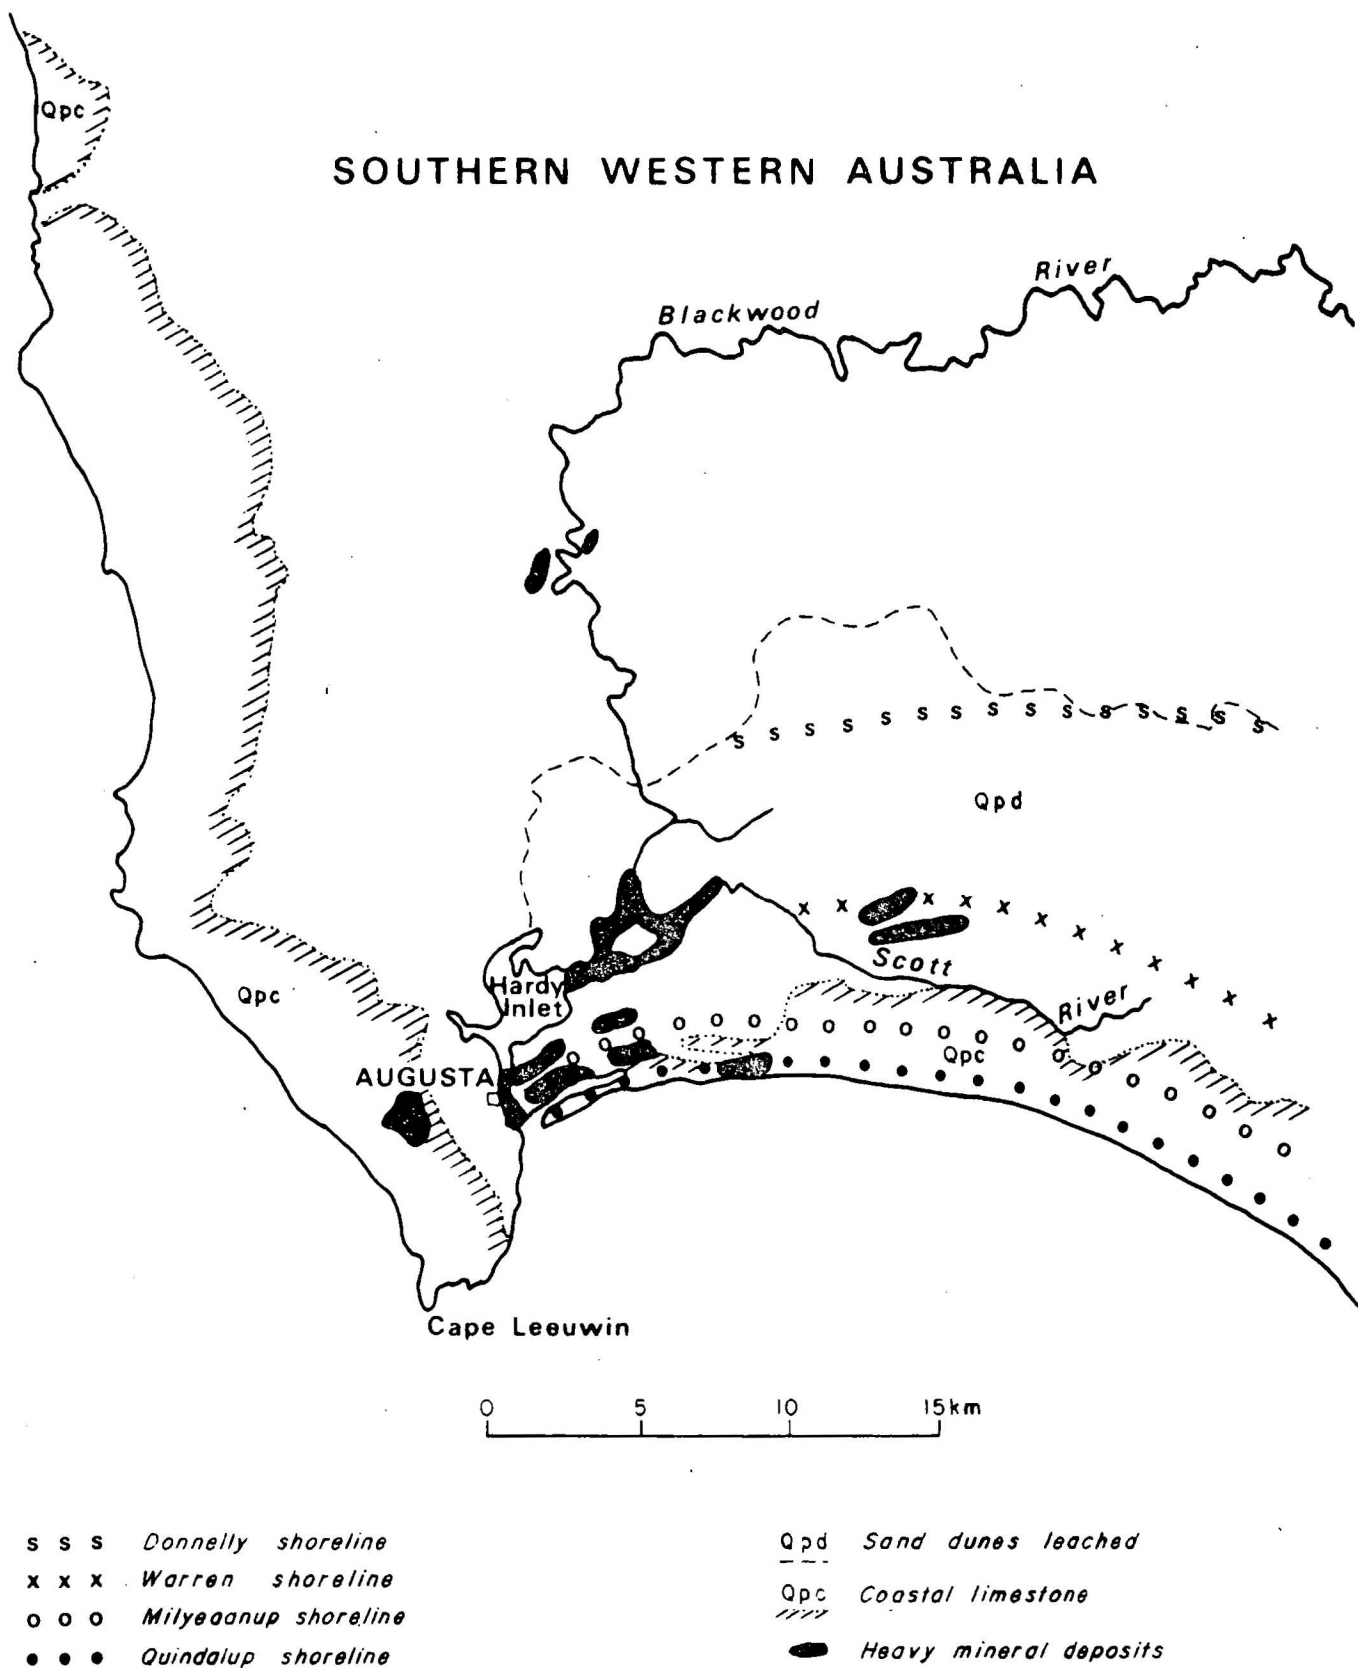 Qpc
SOUTHERN WESTERN AUSTRALIA
River
Blackwood
s s s s s s s s s s s s s s s
Qpd
x x x x x x x x x x x x
Scott
Hardy
Inlet
Qpc
River
Qpc
AUGUSTA
Cape Leeuwin
0 5 10 15km
s s s Donnelly shoreline
x x x Warren shoreline
o o o Milyeaanup shoreline
• • • Quindalup shoreline
Qpd Sand dunes leached
Qpc Coastal limestone
Heavy mineral deposits